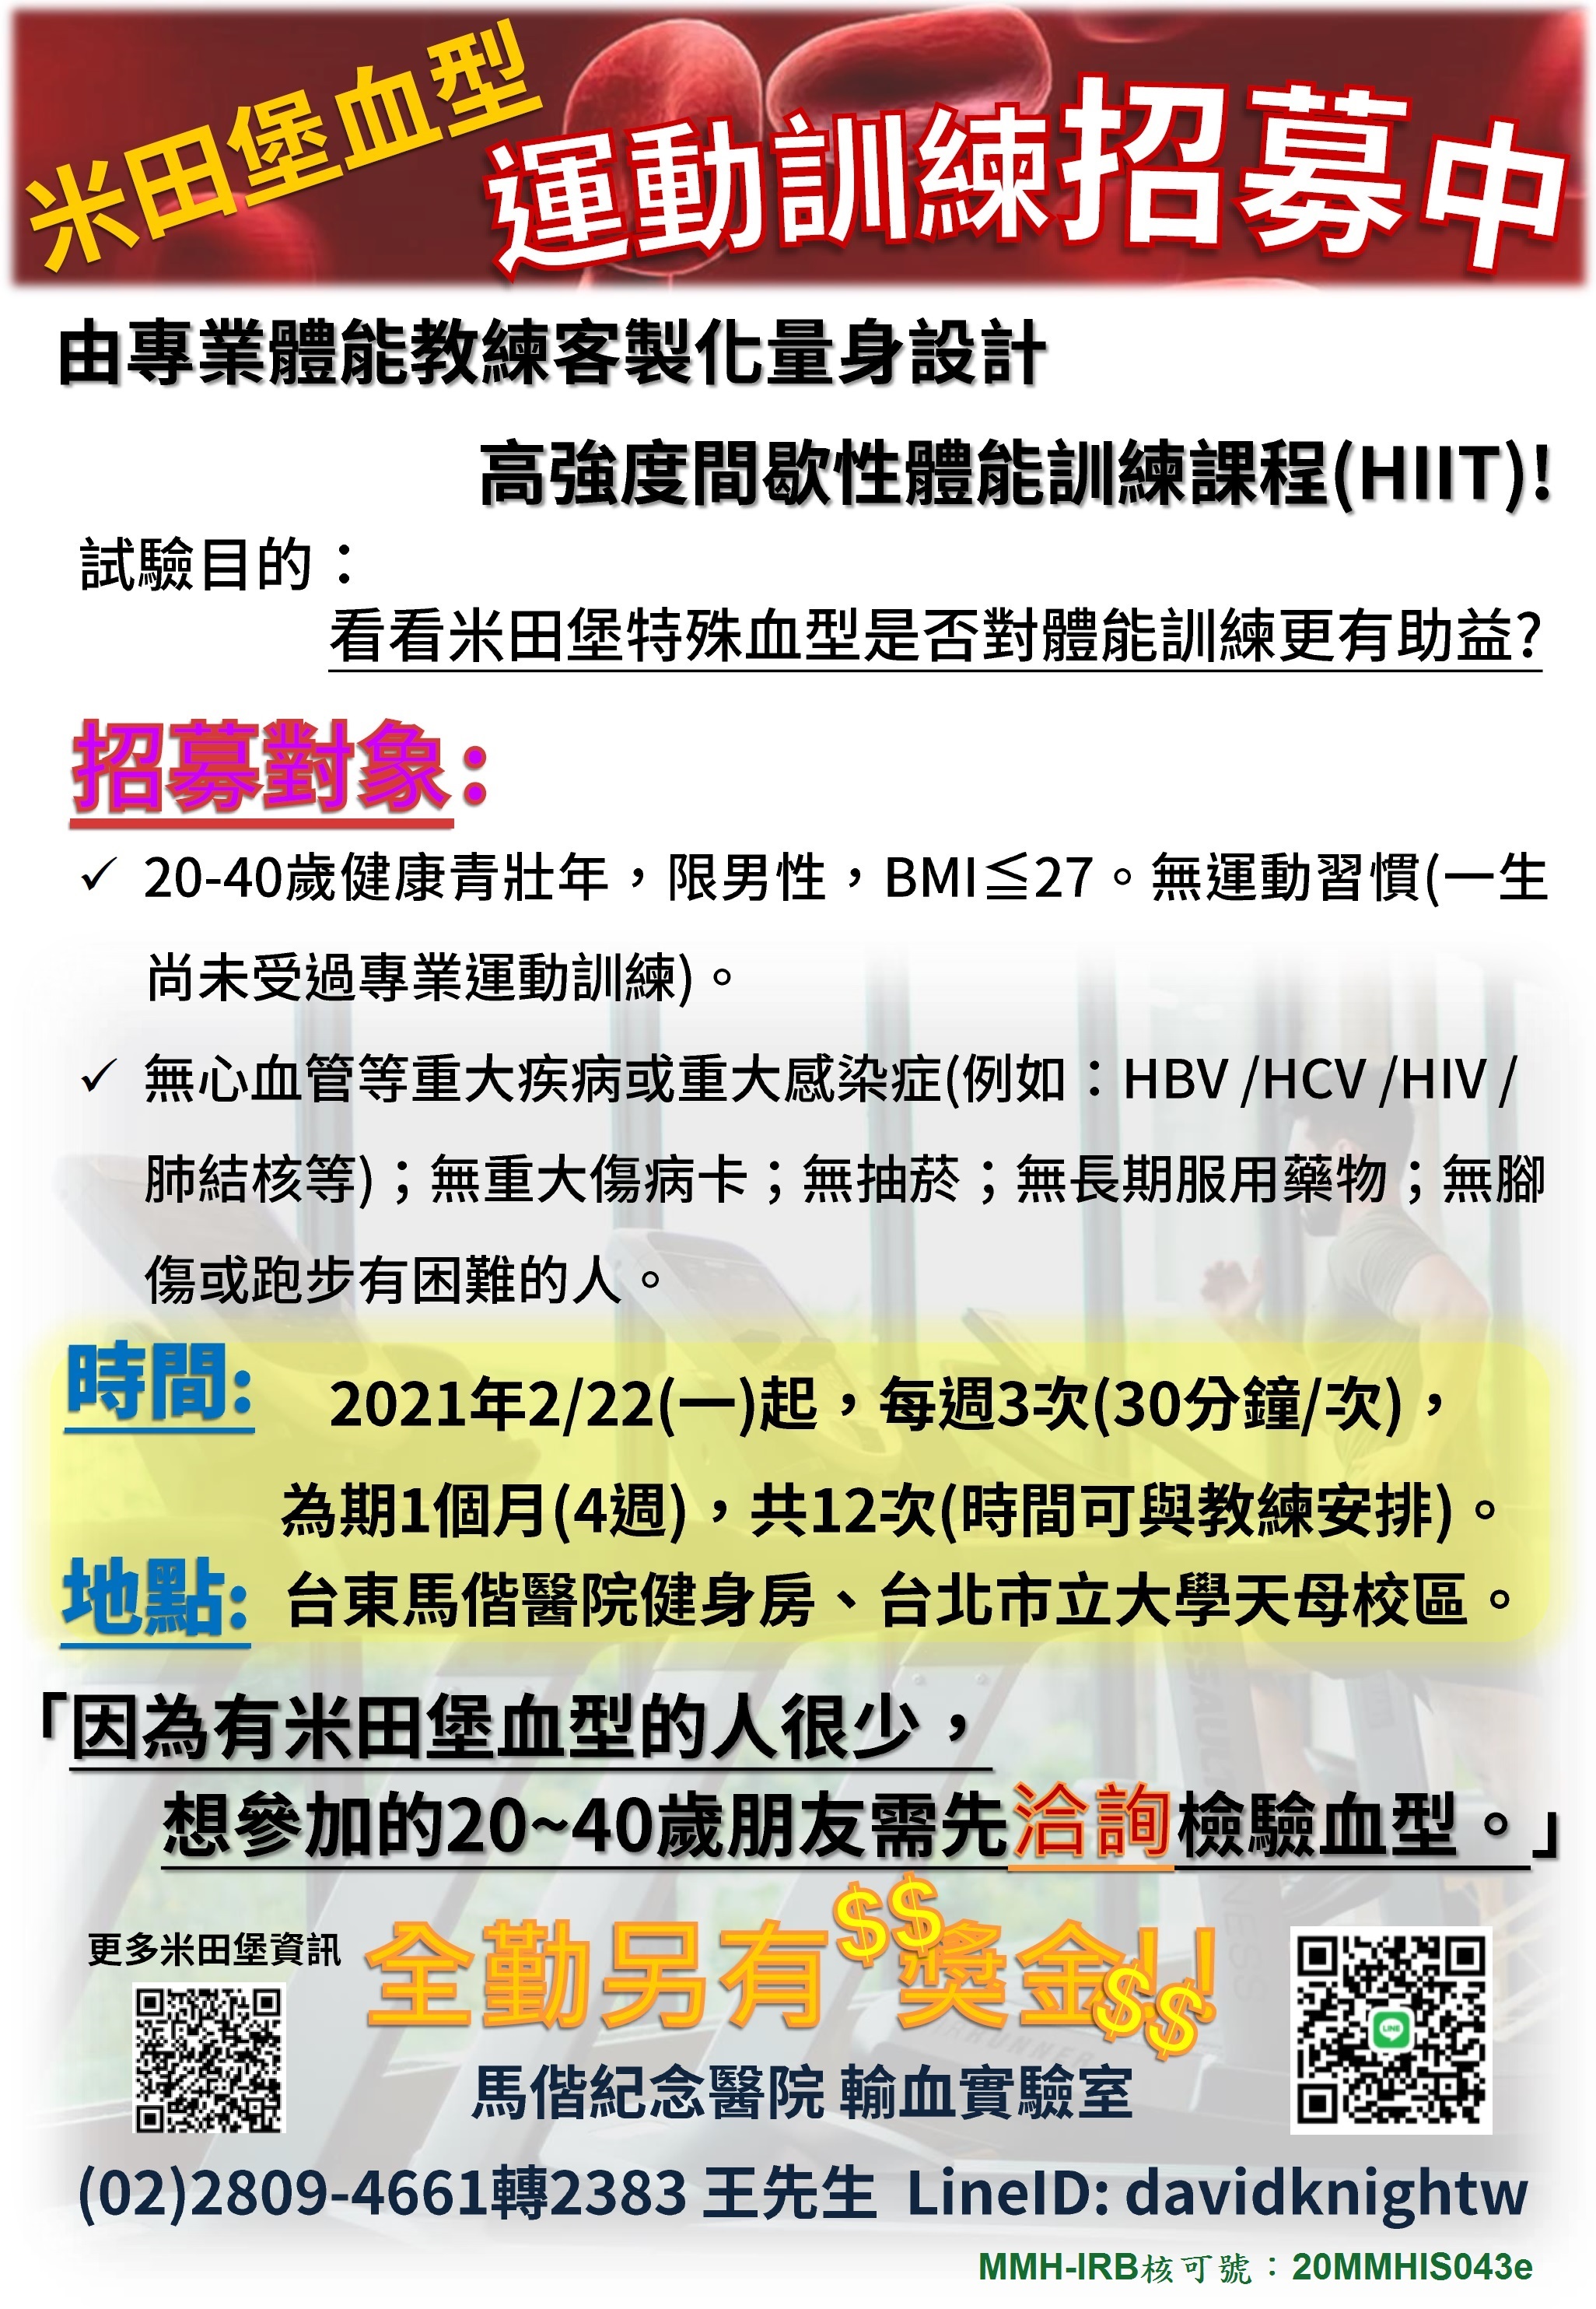 米田堡血型
運動訓練招募中
由專業體能教練客製化量身設計
高強度間歇性體能訓練課程(HIIT)!
試驗目的：
看看米田堡特殊血型是否對體能訓練更有助益?
招募對象:
✓ 20-40歲健康青壯年，限男性，BMI≦27。無運動習慣(一生
尚未受過專業運動訓練)。
✓ 無心血管等重大疾病或重大感染症(例如：HBV /HCV /HIV /
肺結核等)；無重大傷病卡；無抽菸；無長期服用藥物；無腳
傷或跑步有困難的人。
時間:
2021年2/22(一)起，每週3次(30分鐘/次)，
為期1個月(4週)，共12次(時間可與教練安排)。
地點: 台東馬偕醫院健身房、台北市立大學天母校區。
「因為有米田堡血型的人很少，
想參加的20~40歲朋友需先洽詢檢驗血型。」
更多米田堡資訊
全勤另有$$獎金!!
$$
LINE
馬偕紀念醫院 輸血實驗室
(02)2809-4661轉2383 王先生 LineID: davidknightw
MMH-IRB核可號：20MMHIS043e